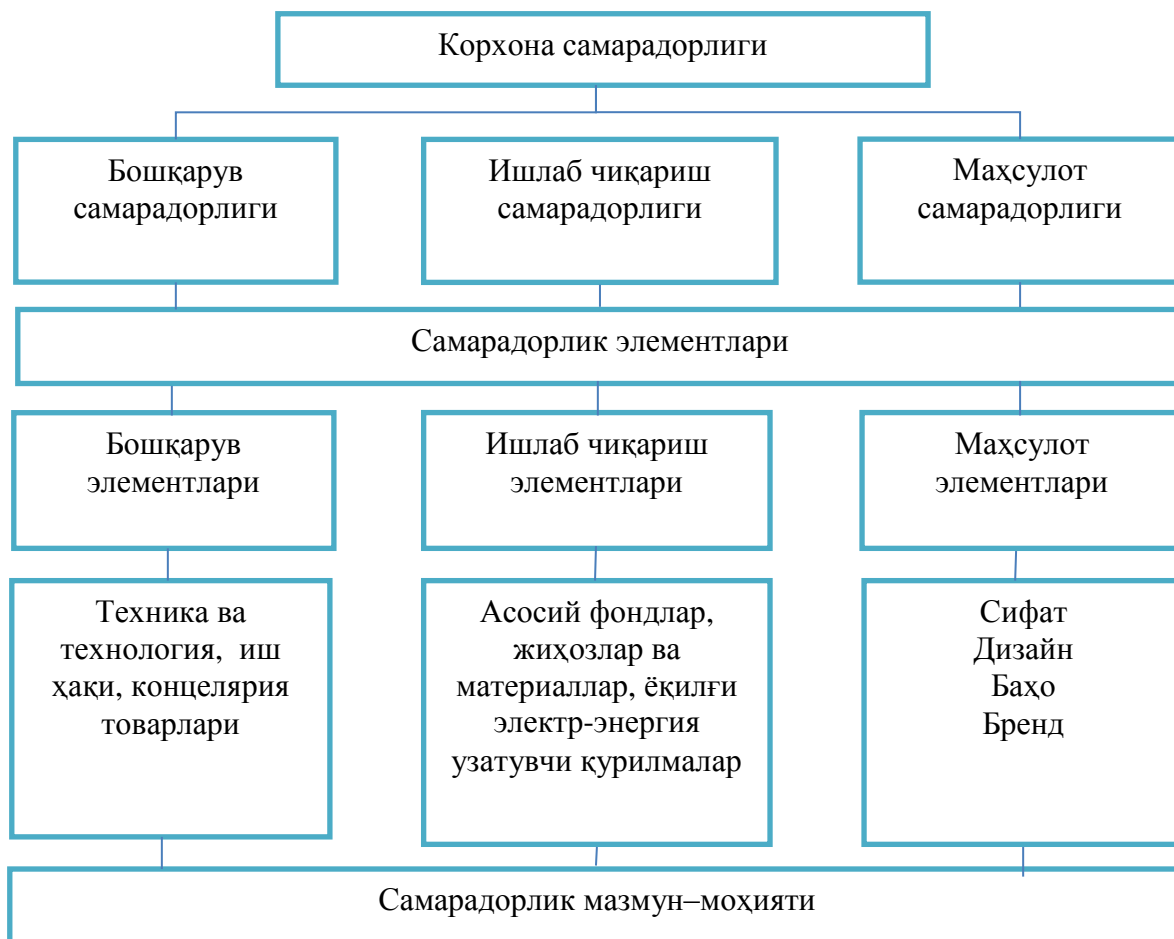 Корхона самарадорлиги
Бошқарув
самарадорлиги
Ишлаб чиқариш
самарадорлиги
Маҳсулот
самарадорлиги
Самарадорлик элементлари
Бошқарув
элементлари
Ишлаб чиқариш
элементлари
Маҳсулот
элементлари
Техника ва
технология, иш
ҳақи, концелярия
товарлари
Асосий фондлар,
жиҳозлар ва
материаллар, ёқилғи
электр-энергия
узатувчи қурилмалар
Сифат
Дизайн
Баҳо
Бренд
Самарадорлик мазмун–моҳияти